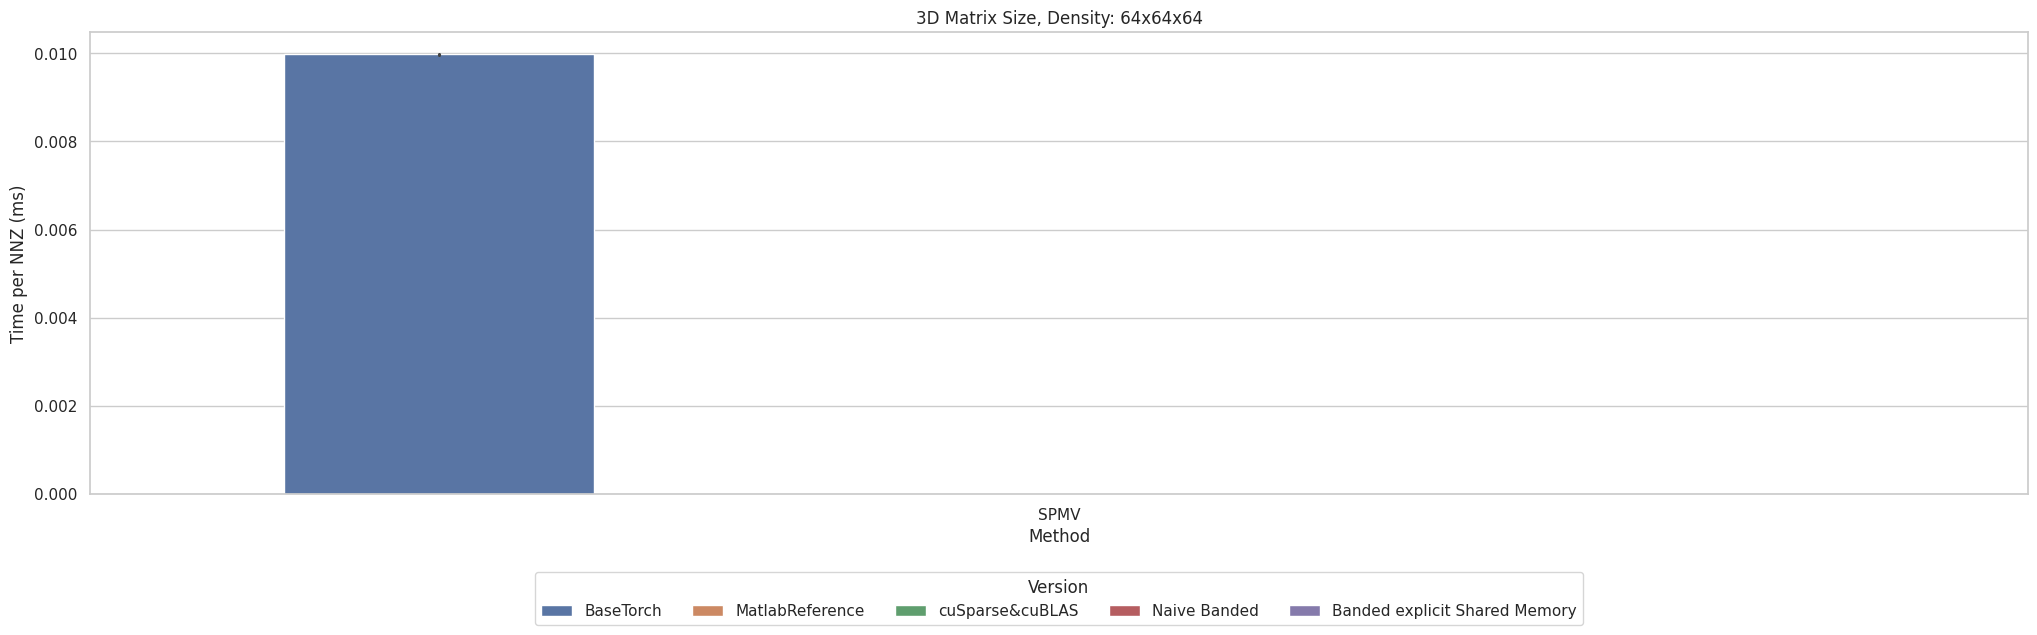 3D Matrix Size, Density: 64x64x64
Time per NNZ (ms)
0.010
0.008
0.006
0.004
0.002
0.000
SPMV
Method
Version
BaseTorch MatlabReference cuSparse&cuBLAS Naive Banded Banded explicit Shared Memory